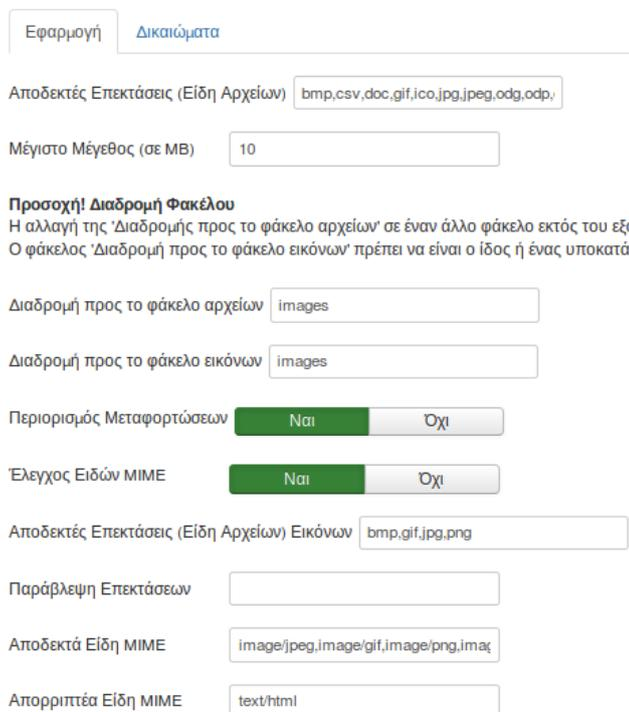 Εφαρμογή Δικαιώματα
Αποδεκτές Επεκτάσεις (Είδη Αρχείων) bmp,csv,doc,gif,ico,jpg,jpeg,odg,odp,
Μέγιστο Μέγεθος (σε MB) 10
Προσοχή! Διαδρομή Φακέλου
Η αλλαγή της 'Διαδρομής προς το φάκελο αρχείων' σε έναν άλλο φάκελο εκτός του
Ο φάκελος 'Διαδρομή προς το φάκελο εικόνων' πρέπει να είναι ο ίδος ή ένας
Διαδρομή προς το φάκελο αρχείων images
Διαδρομή προς το φάκελο εικόνων images
Περιορισμός Μεταφορτώσεων Ναι Όχι
Έλεγχος Ειδών MIME Ναι Όχι
Αποδεκτές Επεκτάσεις (Είδη Αρχείων) Εικόνων bmp,gif,jpg,png
Παράβλεψη Επεκτάσεων
Αποδεκτά Είδη MIME image/jpeg,image/gif,image/png,
Απορριπτέα Είδη MIME text/html